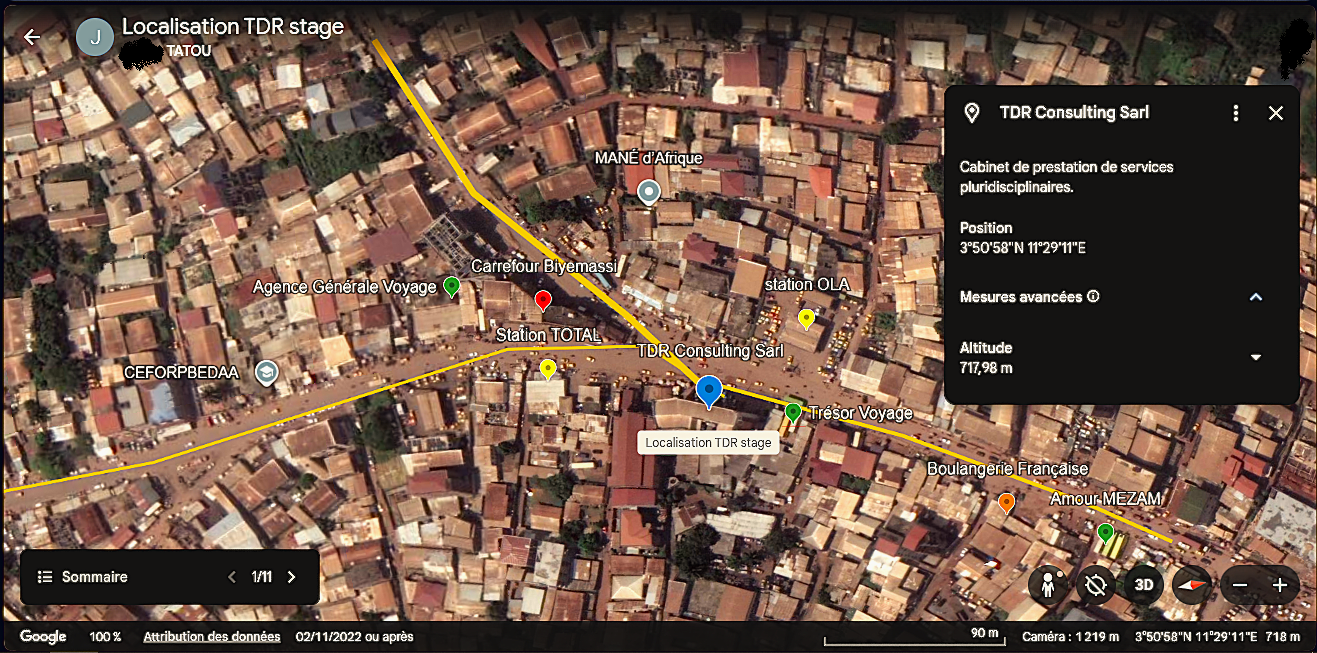 Localisation TDR stage
J
TATOU
TDR Consulting Sarl
Cabinet de prestation de services
pluridisciplinaires.
Position
3°50'58"N 11°29'11"E
Mesures avancées
Altitude
717,98 m
MANÉ d'Afrique
Carrefour Biyemassi
Agence Générale Voyage
station OLA
Station TOTAL
TDR Consulting Sarl
CEFORPBEDAA
Trésor Voyage
Localisation TDR stage
Boulangerie Française
Amour MEZAM
Sommaire
1/11
3D
Google
100 %
Attribution des données
02/11/2022 ou après
90 m
Caméra : 1 219 m
3°50'58"N 11°29'11"E
718 m